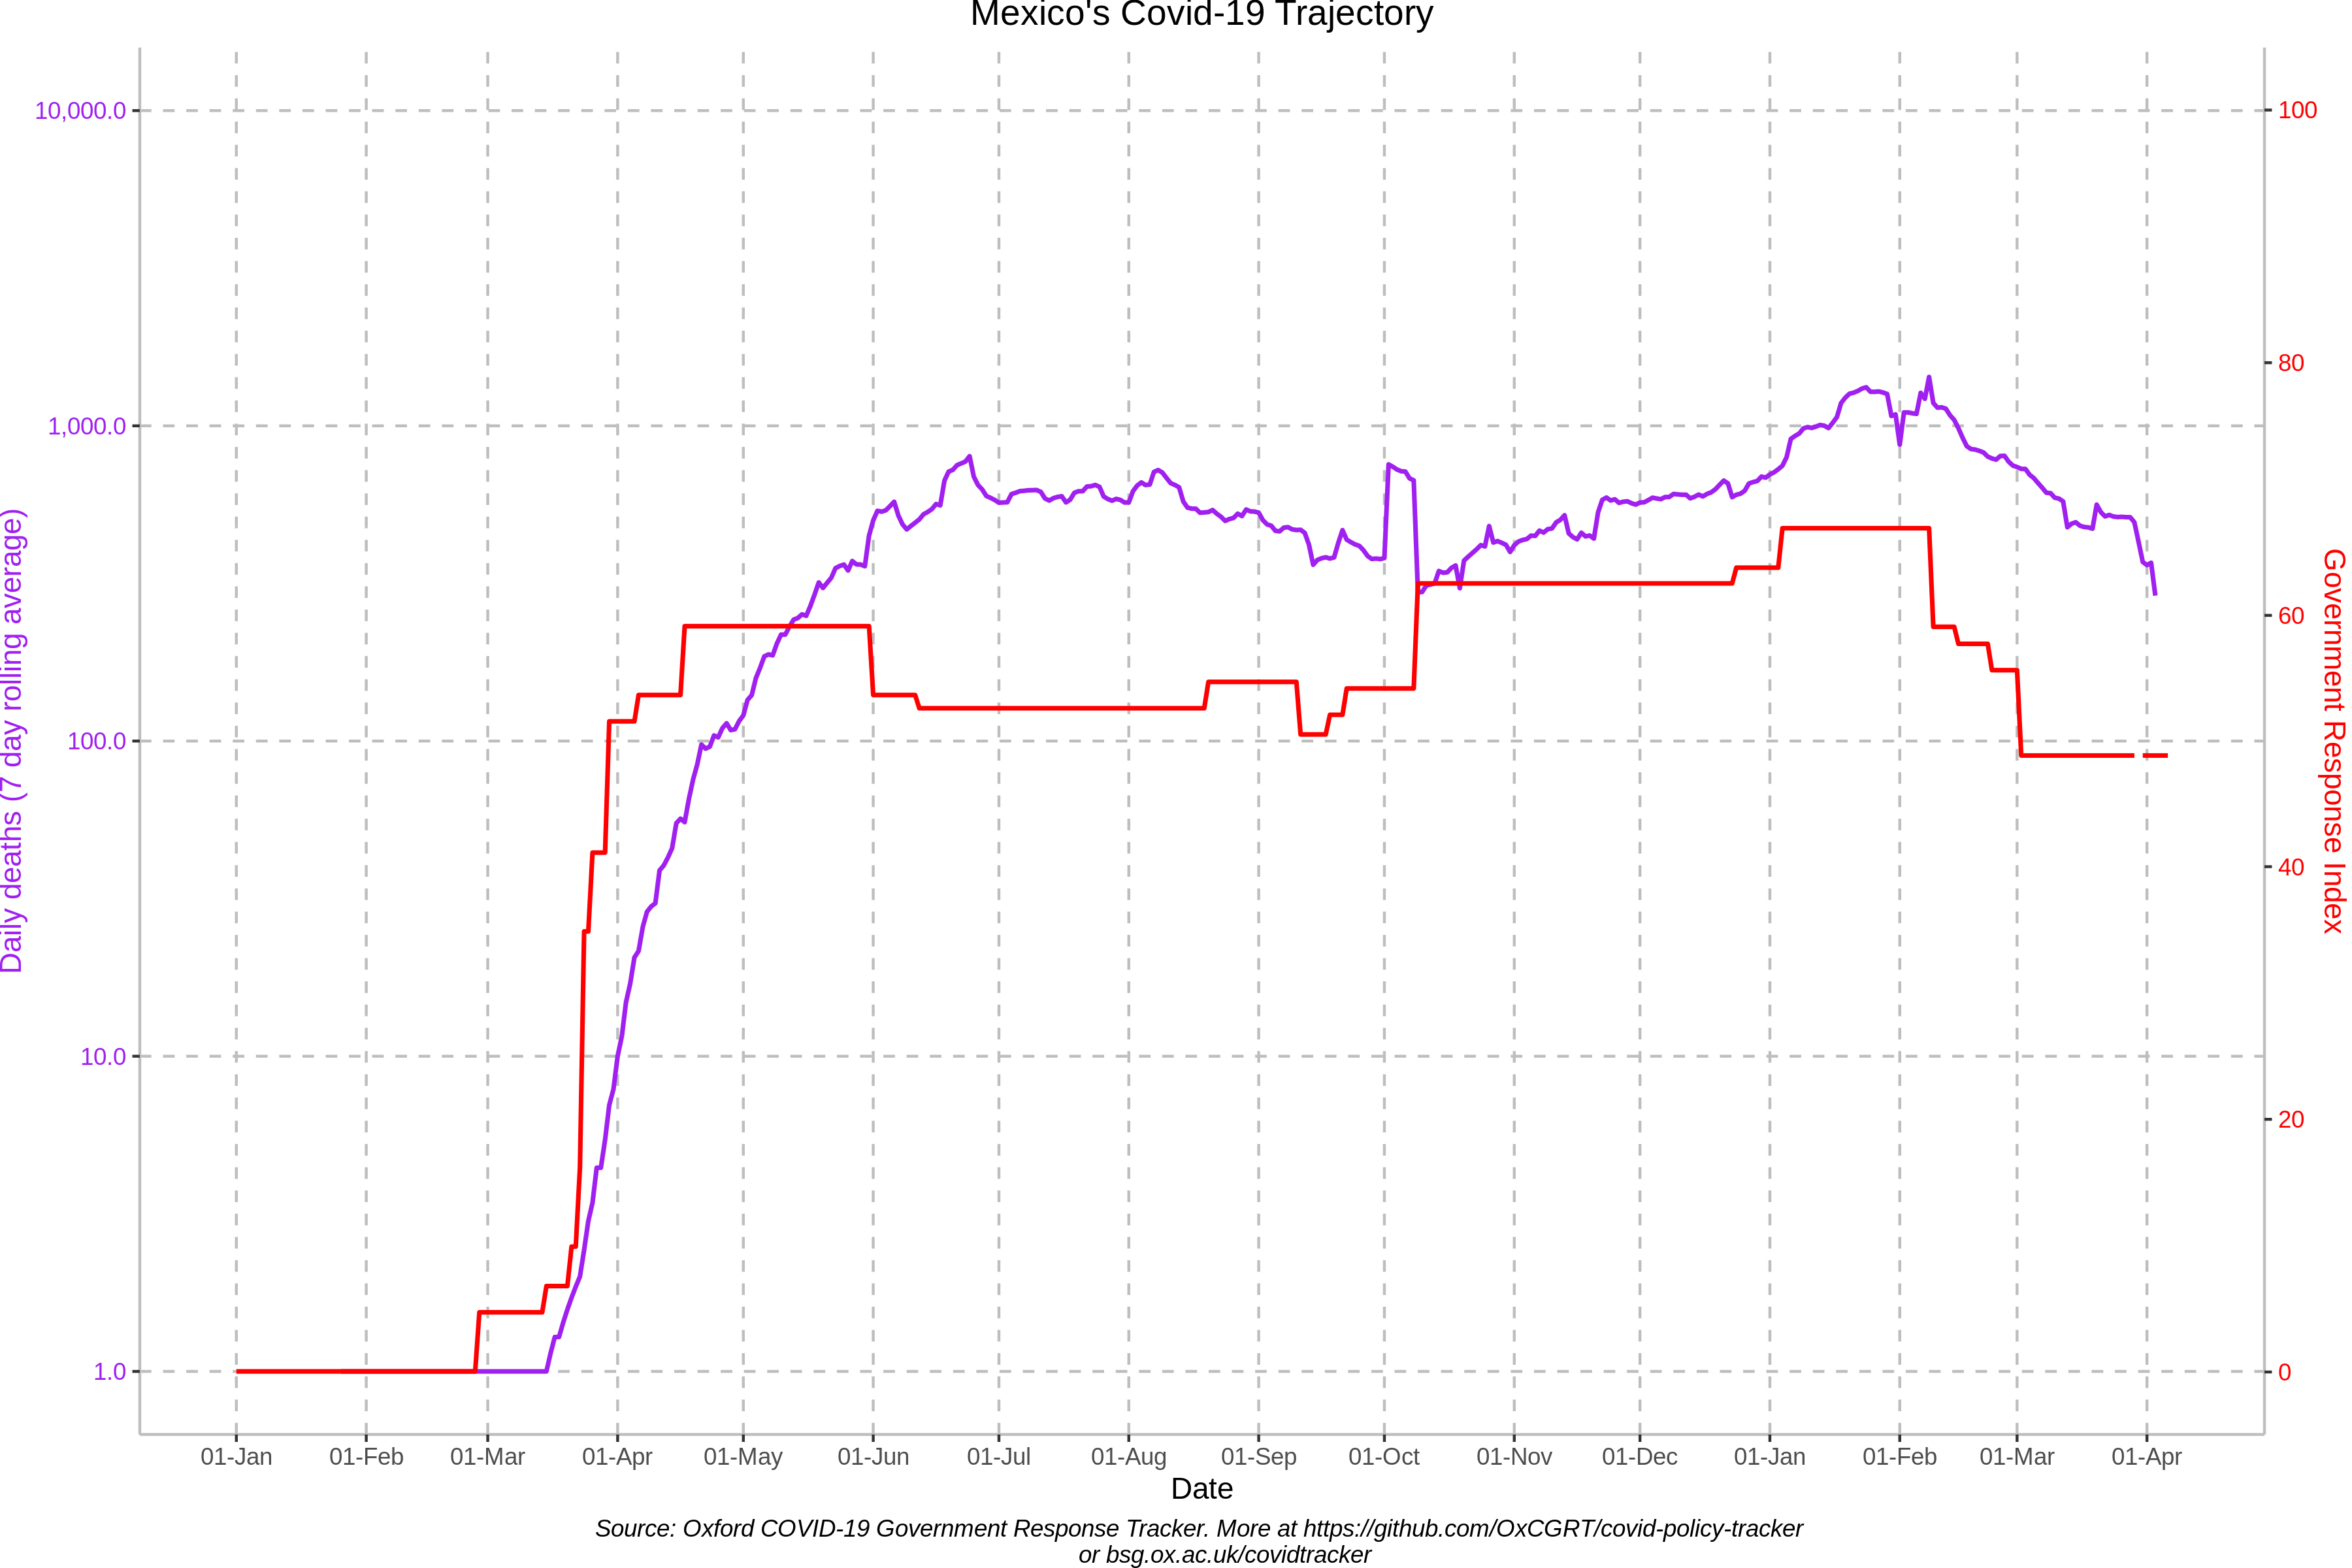 Mexico's Covid-19 Trajectory
10,000.0
1,000.0
100.0
10.0
1.0
Daily deaths (7 day rolling average)
100
80
60
40
20
0
Government Response Index
01-Jan 01-Feb 01-Mar 01-Apr 01-May 01-Jun 01-Jul 01-Aug 01-Sep 01-Oct 01-Nov 01-Dec 01-Jan 01-Feb 01-Mar 01-Apr
Date
Source: Oxford COVID-19 Government Response Tracker. More at https://github.com/OxCGRT/covid-policy-tracker
or bsg.ox.ac.uk/covidtracker